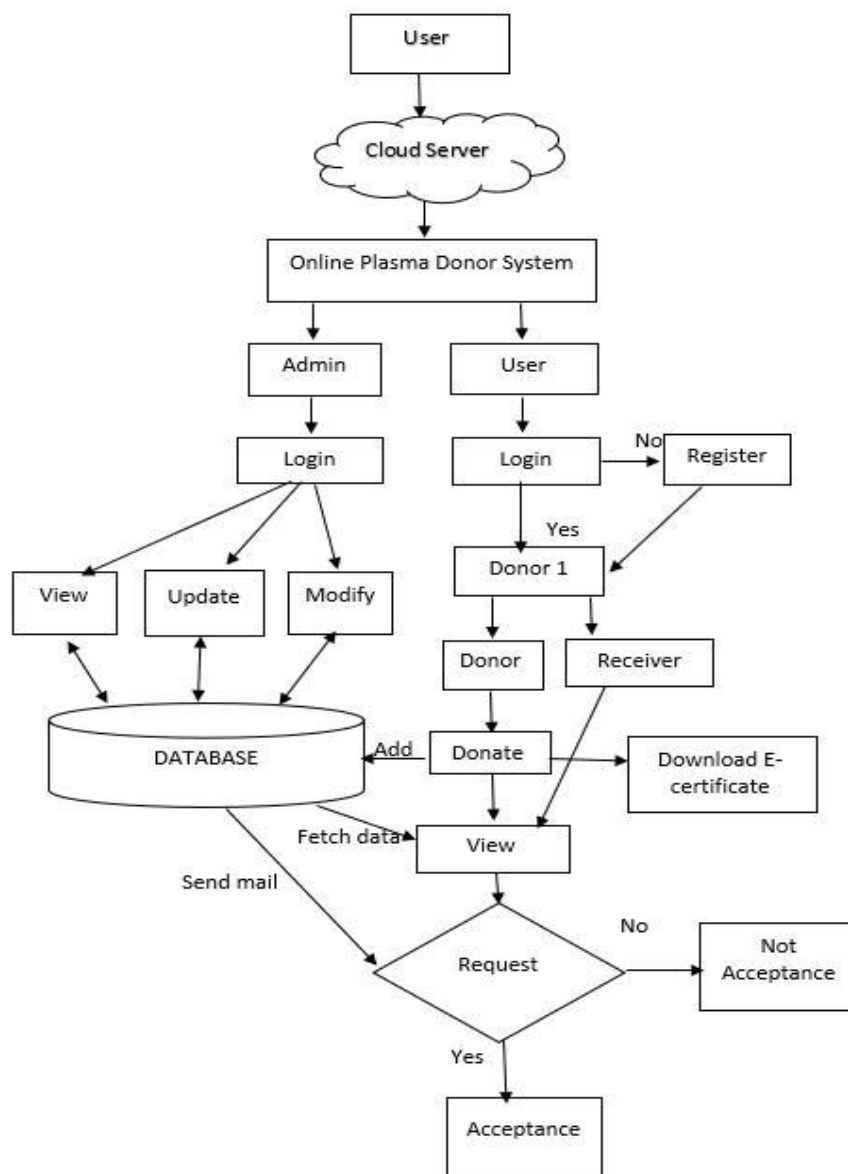 User
Cloud Server
Online Plasma Donor System
Admin
User
Login
Login
No
Register
Yes
View
Update
Modify
Donor 1
Donor
Receiver
DATABASE
Add
Donate
Download E-
certificate
Fetch data
View
Send mail
Request
No
Not
Acceptance
Yes
Acceptance